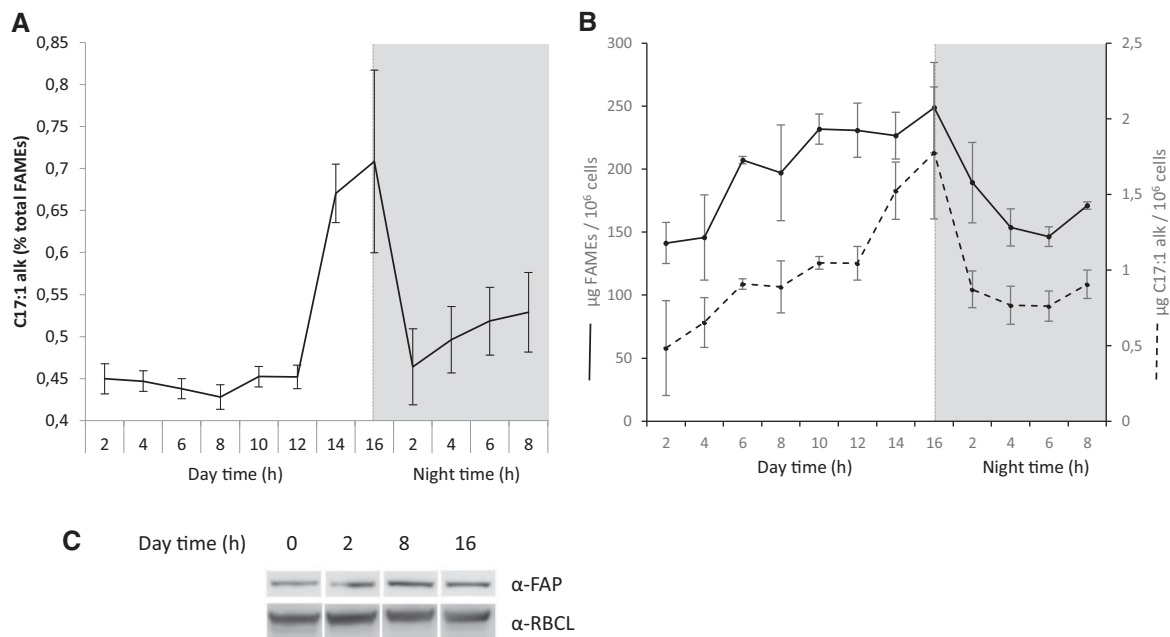 A
0,85
0,8
0,75
0,7
0,65
0,6
0,55
0,5
0,45
0,4
C17:1 alk (% total FAMEs)
2 4 6 8 10 12 14 16 2 4 6 8
Day time (h) Night time (h)
B
300
250
200
150
100
50
0
µg FAMEs / 10⁶ cells
2,5
2
1,5
1
0,5
0
µg C17:1 alk / 10⁶ cells
2 4 6 8 10 12 14 16 2 4 6 8
Day time (h) Night time (h)
C
Day time (h) 0 2 8 16
α-FAP
α-RBCL